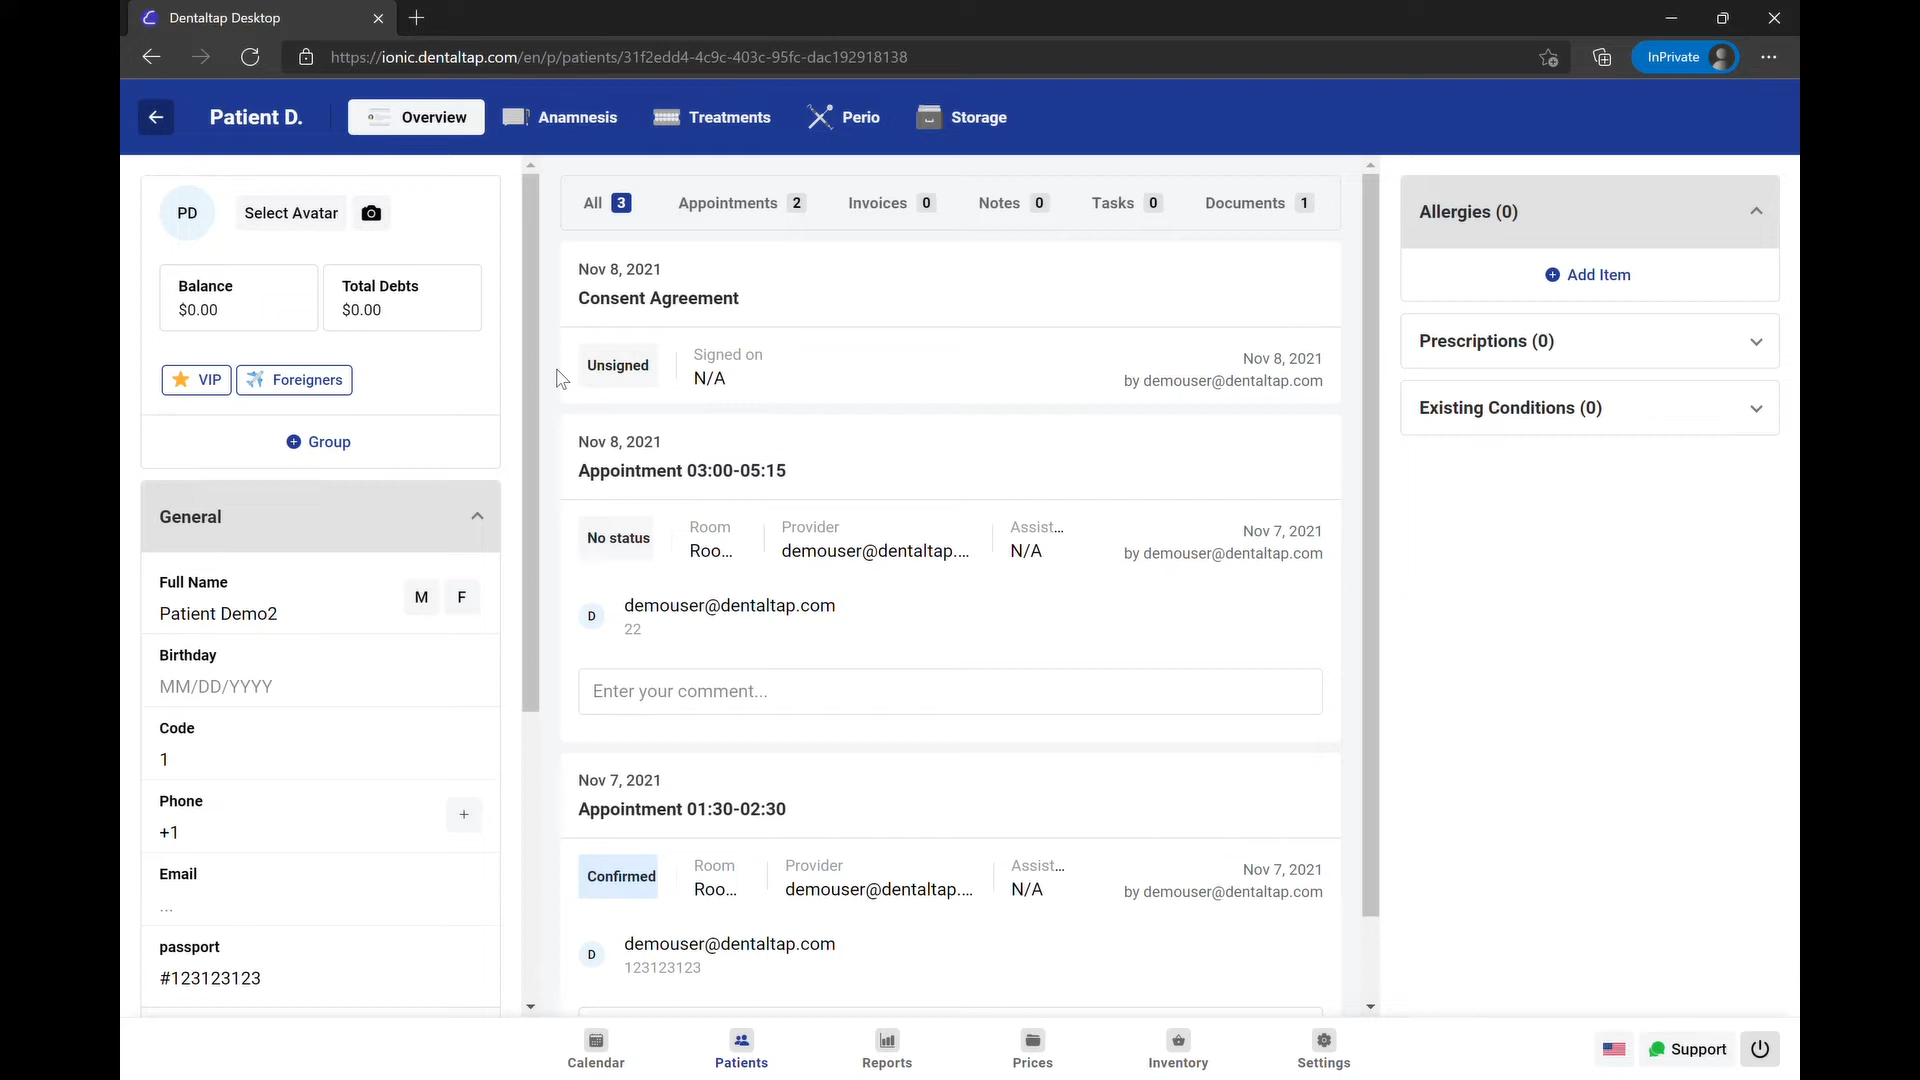 Dentaltap Desktop
https://ionic.dentaltap.com/en/p/patients/31f2edd4-4c9c-403c-95fc-dac192918138
InPrivate
Patient D.
Overview
Anamnesis
Treatments
Perio
Storage
PD
Select Avatar
Balance
$0.00
Total Debts
$0.00
VIP
Foreigners
Group
General
Full Name
Patient Demo2
M
F
Birthday
MM/DD/YYYY
Code
1
Phone
+1
+
Email
...
passport
#123123123
All 3
Appointments 2
Invoices 0
Notes 0
Tasks 0
Documents 1
Nov 8, 2021
Consent Agreement
Unsigned
Signed on
N/A
Nov 8, 2021
by demouser@dentaltap.com
Nov 8, 2021
Appointment 03:00-05:15
No status
Room
Roo...
Provider
demouser@dentaltap....
Assist...
N/A
Nov 7, 2021
by demouser@dentaltap.com
D
demouser@dentaltap.com
22
Enter your comment...
Nov 7, 2021
Appointment 01:30-02:30
Confirmed
Room
Roo...
Provider
demouser@dentaltap....
Assist...
N/A
Nov 7, 2021
by demouser@dentaltap.com
D
demouser@dentaltap.com
123123123
Allergies (0)
Add Item
Prescriptions (0)
Existing Conditions (0)
Calendar
Patients
Reports
Prices
Inventory
Settings
Support